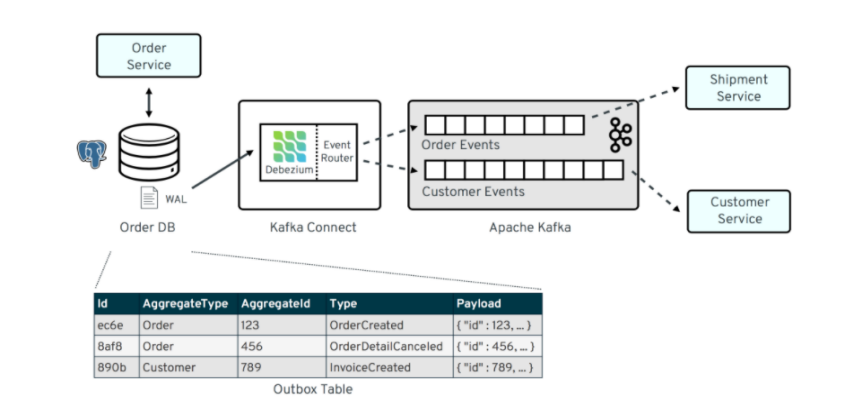 Order
Service
Shipment
Service
Event
Router
Debezium
Order Events
Customer Events
WAL
Customer
Service
Order DB
Kafka Connect
Apache Kafka
Id AggregateType AggregateId Type Payload
ec6e Order 123 OrderCreated { "id" : 123, ... }
8af8 Order 456 OrderDetailCanceled { "id" : 456, ... }
890b Customer 789 InvoiceCreated { "id" : 789, ... }
Outbox Table